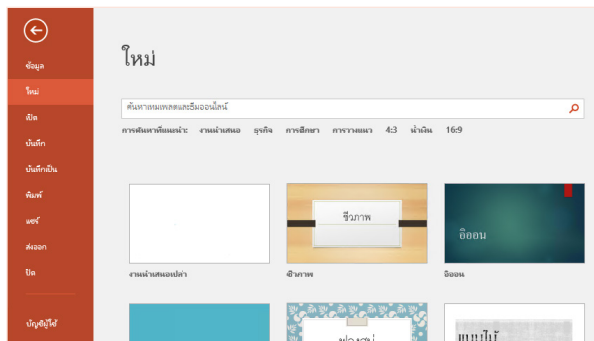 ข้อมูล
ใหม่
เปิด
บันทึก
บันทึกเป็น
พิมพ์
แชร์
ส่งออก
ปิด
บัญชีผู้ใช้
ใหม่
ค้นหาเทมเพลตและธีมออนไลน์
การค้นหาที่แนะนำ: งานนำเสนอ ธุรกิจ การศึกษา การวางแนว 4:3 น้ำเงิน 16:9
ชีวภาพ
อิออน
งานนำเสนอเปล่า ชีวภาพ อิออน
แบบไม้